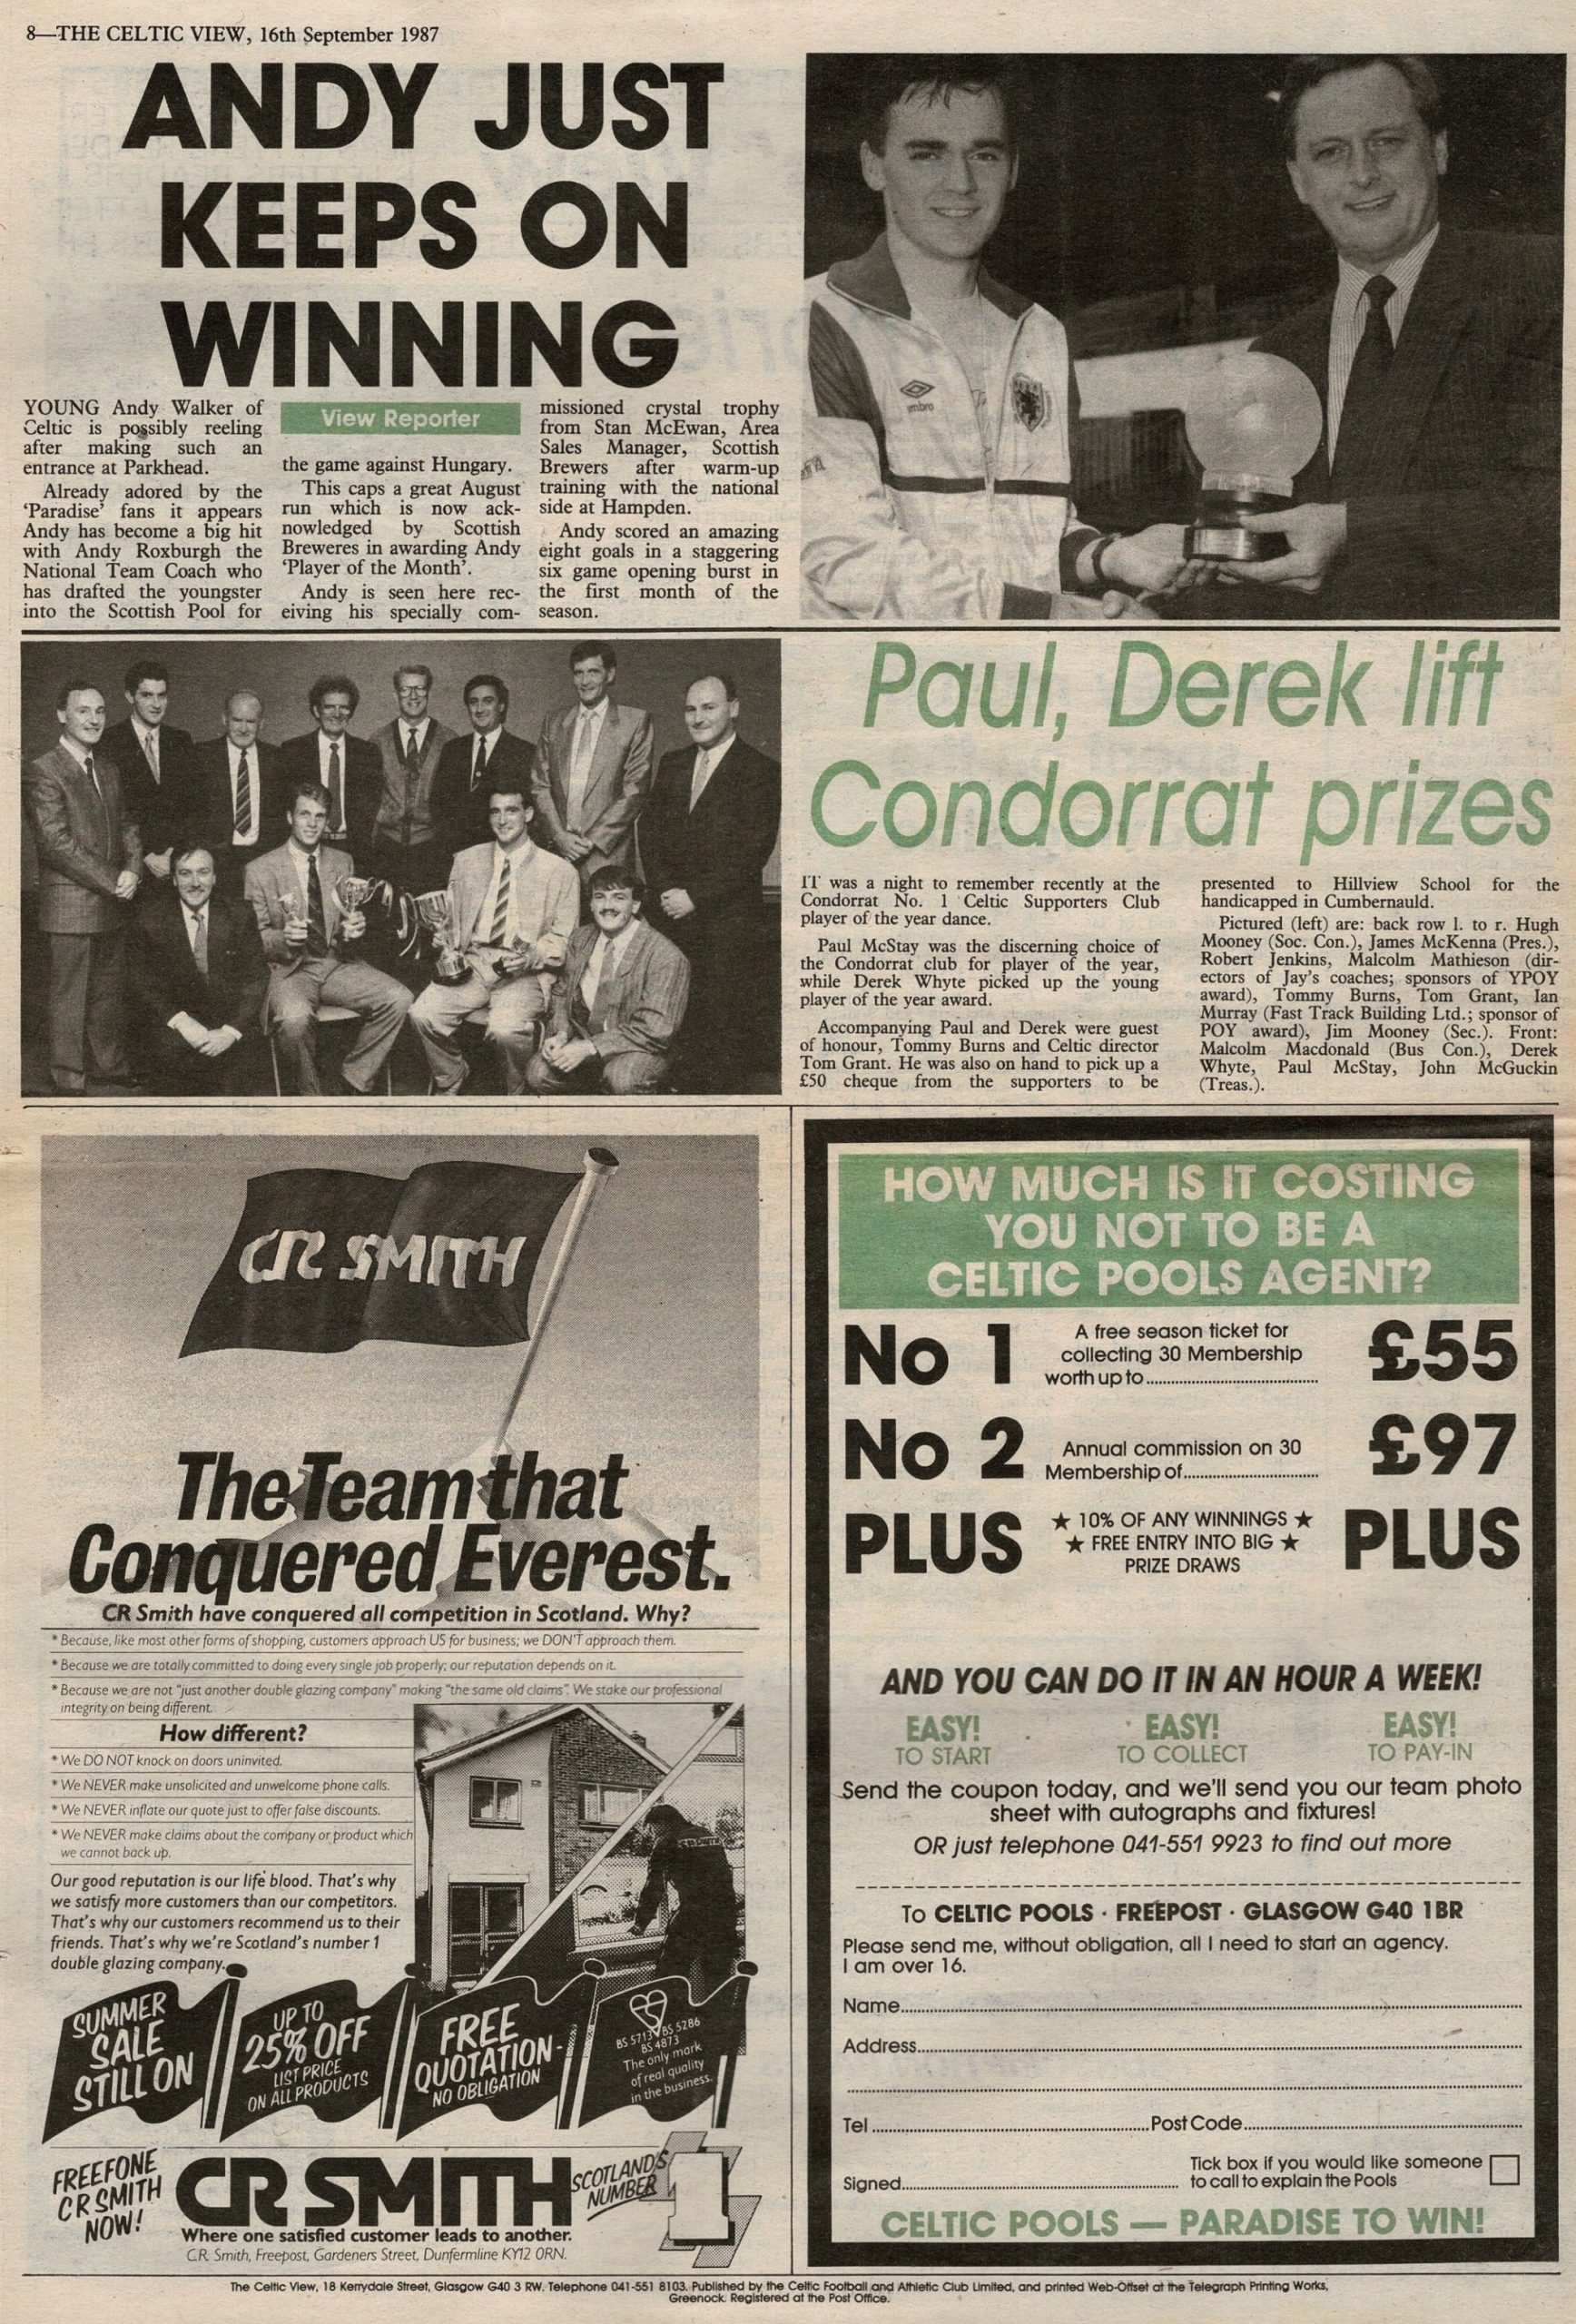 8—THE CELTIC VIEW, 16th September 1987
ANDY JUST
KEEPS ON
WINNING
YOUNG Andy Walker of
Celtic is possibly reeling
after making such an
entrance at Parkhead.
Already adored by the
‘Paradise’ fans it appears
Andy has become a big hit
with Andy Roxburgh the
National Team Coach who
has drafted the youngster
into the Scottish Pool for
View Reporter
the game against Hungary.
This caps a great August
run which is now ack-
nowledged by Scottish
Breweres in awarding Andy
‘Player of the Month’.
Andy is seen here rec-
eiving his specially com-
missioned crystal trophy
from Stan McEwan, Area
Sales Manager, Scottish
Brewers after warm-up
training with the national
side at Hampden.
Andy scored an amazing
eight goals in a staggering
six game opening burst in
the first month of the
season.
umbro
Paul, Derek lift
Condorrat prizes
IT was a night to remember recently at the
Condorrat No. 1 Celtic Supporters Club
player of the year dance.
Paul McStay was the discerning choice of
the Condorrat club for player of the year,
while Derek Whyte picked up the young
player of the year award.
Accompanying Paul and Derek were guest
of honour, Tommy Burns and Celtic director
Tom Grant. He was also on hand to pick up a
£50 cheque from the supporters to be
presented to Hillview School for the
handicapped in Cumbernauld.
Pictured (left) are: back row l. to r. Hugh
Mooney (Soc. Con.), James McKenna (Pres.),
Robert Jenkins, Malcolm Mathieson (dir-
ectors of Jay's coaches; sponsors of YPOY
award), Tommy Burns, Tom Grant, Ian
Murray (Fast Track Building Ltd.; sponsor of
POY award), Jim Mooney (Sec.). Front:
Malcolm Macdonald (Bus Con.), Derek
Whyte, Paul McStay, John McGuckin
(Treas.).
CR SMITH
The Team that
Conquered Everest.
CR Smith have conquered all competition in Scotland. Why?
* Because, like most other forms of shopping, customers approach US for business; we DON'T approach them.
* Because we are totally committed to doing every single job properly; our reputation depends on it.
* Because we are not "just another double glazing company" making "the same old claims". We stake our professional
integrity on being different.
How different?
* We DO NOT knock on doors uninvited.
* We NEVER make unsolicited and unwelcome phone calls.
* We NEVER inflate our quote just to offer false discounts.
* We NEVER make claims about the company or product which
we cannot back up.
Our good reputation is our life blood. That's why
we satisfy more customers than our competitors.
That's why our customers recommend us to their
friends. That's why we're Scotland's number 1
double glazing company.
CR SMITH
SUMMER
SALE
STILL ON
UP TO
25% OFF
LIST PRICE
ON ALL PRODUCTS
FREE
QUOTATION
NO OBLIGATION
BS 5713 BS 5286
BS 4873
The only mark
of real quality
in the business.
FREEFONE
CR SMITH
NOW!
CR SMITH
SCOTLAND'S
NUMBER
1
Where one satisfied customer leads to another.
C.R. Smith, Freepost, Gardeners Street, Dunfermline KY12 0RN.
HOW MUCH IS IT COSTING
YOU NOT TO BE A
CELTIC POOLS AGENT?
No 1 A free season ticket for
collecting 30 Membership
worth up to.......... £55
No 2 Annual commission on 30
Membership of.......... £97
PLUS ★ 10% OF ANY WINNINGS ★ PLUS
★ FREE ENTRY INTO BIG ★
PRIZE DRAWS
AND YOU CAN DO IT IN AN HOUR A WEEK!
EASY! EASY! EASY!
TO START TO COLLECT TO PAY-IN
Send the coupon today, and we'll send you our team photo
sheet with autographs and fixtures!
OR just telephone 041-551 9923 to find out more
To CELTIC POOLS · FREEPOST · GLASGOW G40 1BR
Please send me, without obligation, all I need to start an agency.
I am over 16.
Name..........
Address..........
Tel.......... Post Code..........
Signed.......... Tick box if you would like someone
to call to explain the Pools
CELTIC POOLS — PARADISE TO WIN!
The Celtic View, 18 Kerrydale Street, Glasgow G40 3 RW. Telephone 041-551 8103. Published by the Celtic Football and Athletic Club Limited, and printed Web-Offset at the Telegraph Printing Works,
Greenock. Registered at the Post Office.